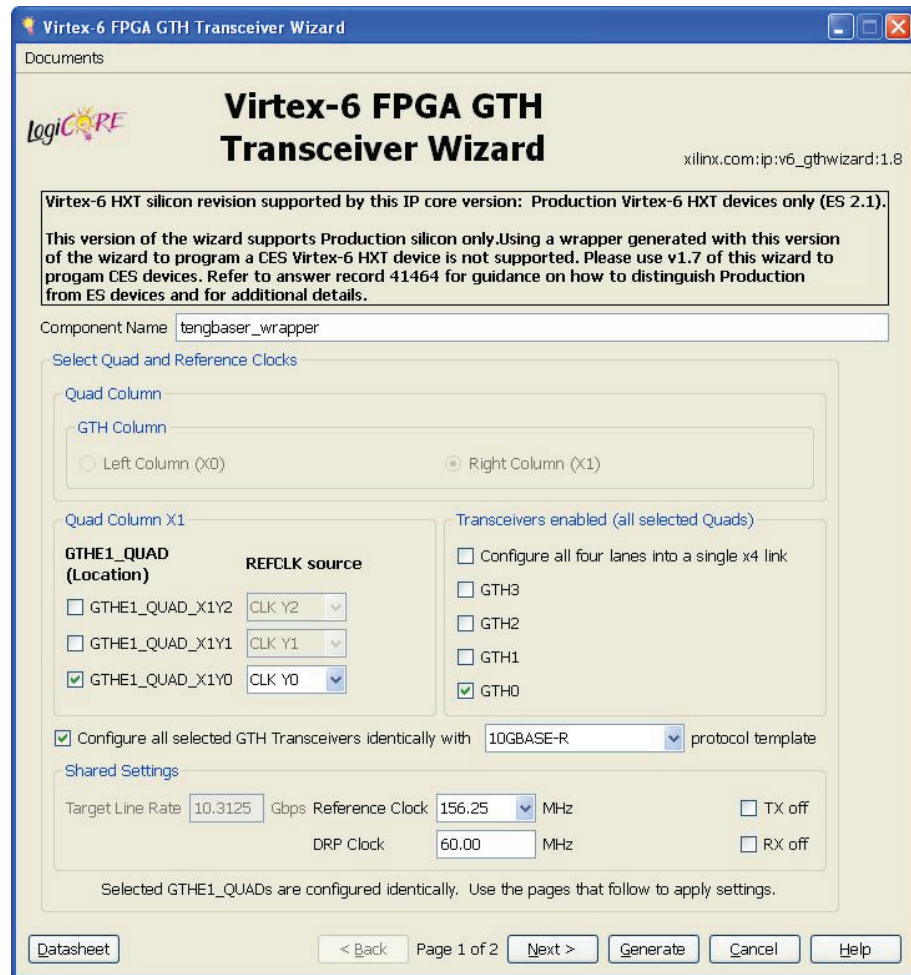 Virtex-6 FPGA GTH Transceiver Wizard
Documents
LogiCORE
Virtex-6 FPGA GTH
Transceiver Wizard
xilinx.com:ip:v6_gthwizard:1.8
Virtex-6 HXT silicon revision supported by this IP core version: Production Virtex-6 HXT devices only (ES 2.1).
This version of the wizard supports Production silicon only.Using a wrapper generated with this version
of the wizard to program a CES Virtex-6 HXT device is not supported. Please use v1.7 of this wizard to
progam CES devices. Refer to answer record 41464 for guidance on how to distinguish Production
from ES devices and for additional details.
Component Name tengbaser_wrapper
Select Quad and Reference Clocks
Quad Column
GTH Column
Left Column (X0) Right Column (X1)
Quad Column X1
GTHE1_QUAD
(Location)
REFCLK source
GTHE1_QUAD_X1Y2 CLK Y2
GTHE1_QUAD_X1Y1 CLK Y1
GTHE1_QUAD_X1Y0 CLK Y0
Transceivers enabled (all selected Quads)
Configure all four lanes into a single x4 link
GTH3
GTH2
GTH1
GTH0
Configure all selected GTH Transceivers identically with 10GBASE-R protocol template
Shared Settings
Target Line Rate 10.3125 Gbps Reference Clock 156.25 MHz TX off
DRP Clock 60.00 MHz RX off
Selected GTHE1_QUADs are configured identically. Use the pages that follow to apply settings.
Datasheet < Back Page 1 of 2 Next > Generate Cancel Help